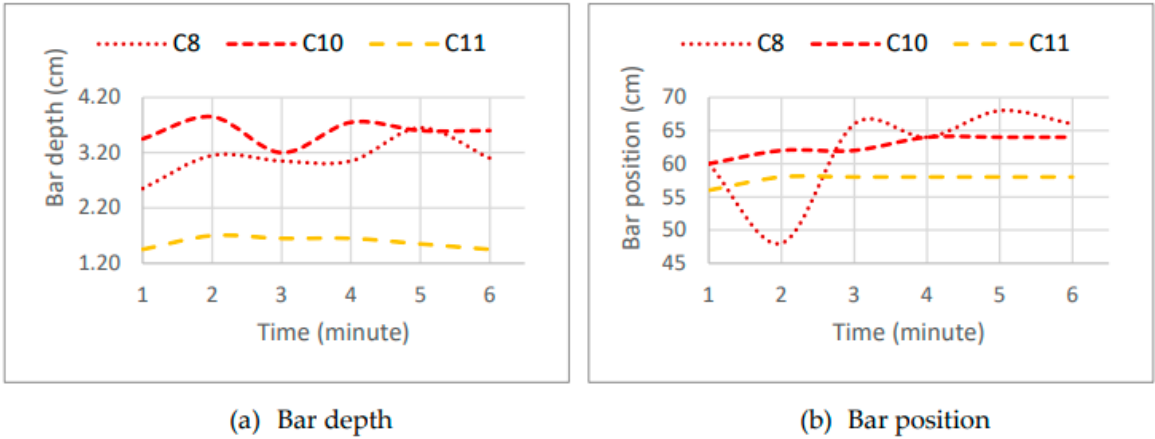 C8 C10 C11
Bar depth (cm)
4.20
3.20
2.20
1.20
1 2 3 4 5 6
Time (minute)
(a) Bar depth
C8 C10 C11
Bar position (cm)
70
65
60
55
50
45
1 2 3 4 5 6
Time (minute)
(b) Bar position